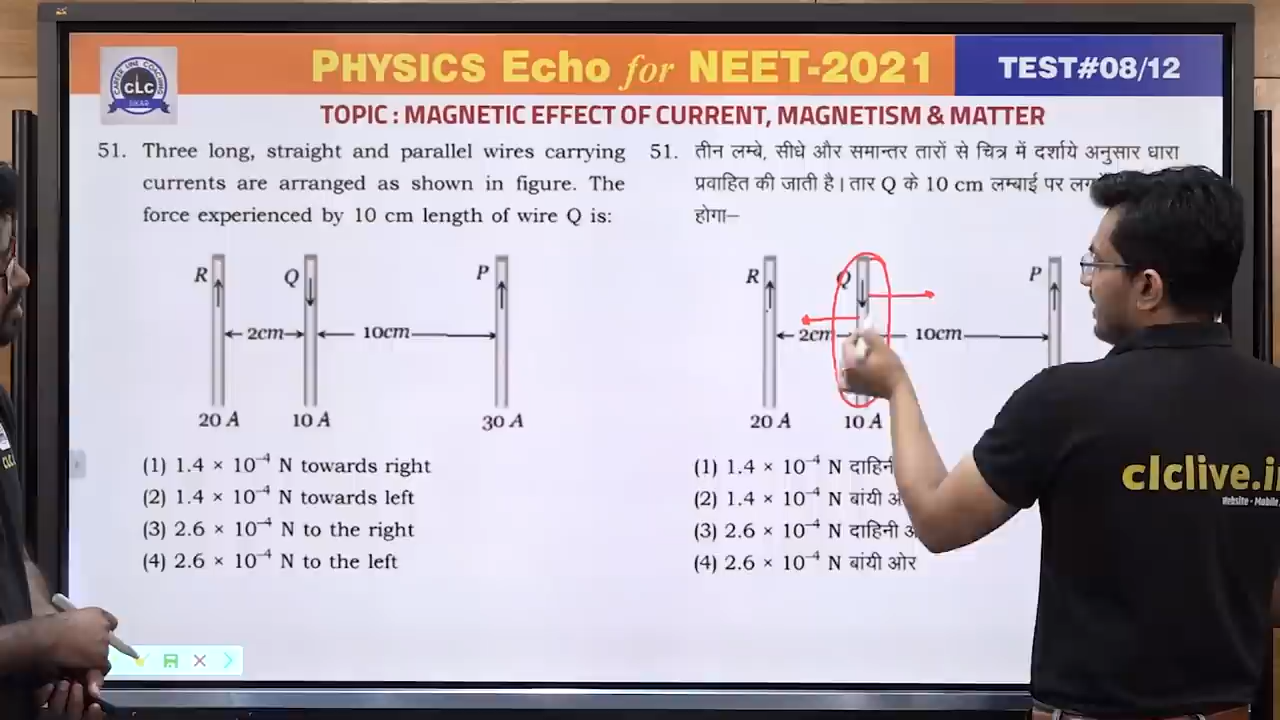 PHYSICS Echo for NEET-2021
TEST#08/12
CAREER LINE COACHING
CLC
SIKAR
TOPIC : MAGNETIC EFFECT OF CURRENT, MAGNETISM & MATTER
51. Three long, straight and parallel wires carrying
currents are arranged as shown in figure. The
force experienced by 10 cm length of wire Q is:
R Q P
2cm 10cm
20 A 10 A 30 A
(1) 1.4 × 10⁻⁴ N towards right
(2) 1.4 × 10⁻⁴ N towards left
(3) 2.6 × 10⁻⁴ N to the right
(4) 2.6 × 10⁻⁴ N to the left
51. तीन लम्बे, सीधे और समान्तर तारों से चित्र में दर्शाये अनुसार धारा
प्रवाहित की जाती है। तार Q के 10 cm लम्बाई पर
होगा–
R Q P
2cm 10cm
20 A 10 A
(1) 1.4 × 10⁻⁴ N
(2) 1.4 × 10⁻⁴ N बांयी
(3) 2.6 × 10⁻⁴ N दाहिनी
(4) 2.6 × 10⁻⁴ N बांयी ओर
clclive.i
Website - Mobile